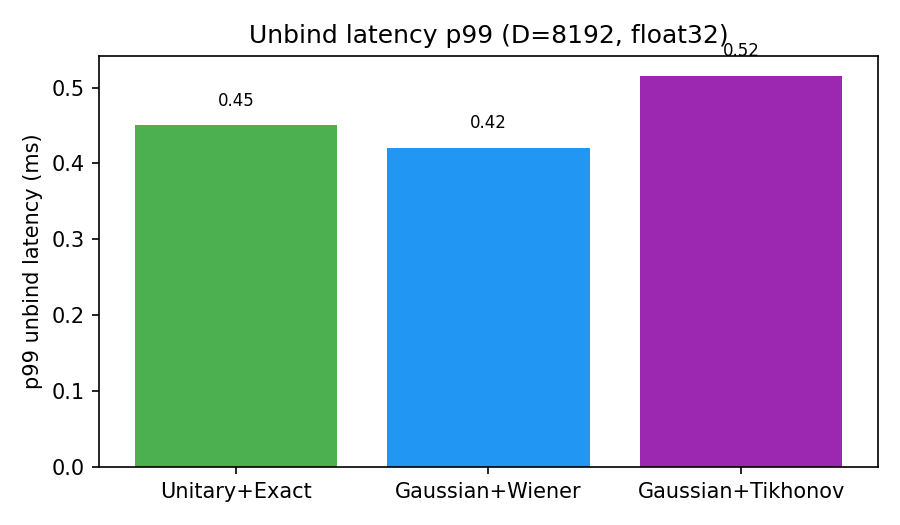 Unbind latency p99 (D=8192, float32)
0.52
0.45
0.42
p99 unbind latency (ms)
0.5
0.4
0.3
0.2
0.1
0.0
Unitary+Exact
Gaussian+Wiener
Gaussian+Tikhonov